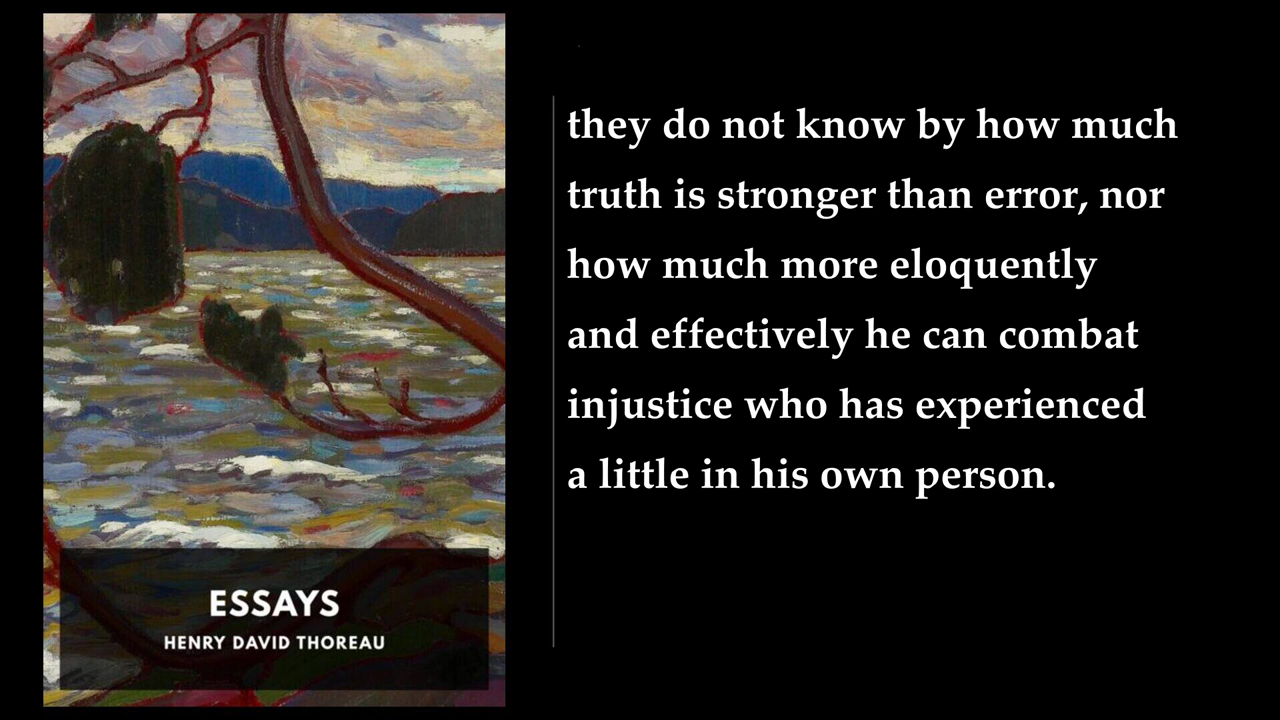 ESSAYS
HENRY DAVID THOREAU
they do not know by how much
truth is stronger than error, nor
how much more eloquently
and effectively he can combat
injustice who has experienced
a little in his own person.